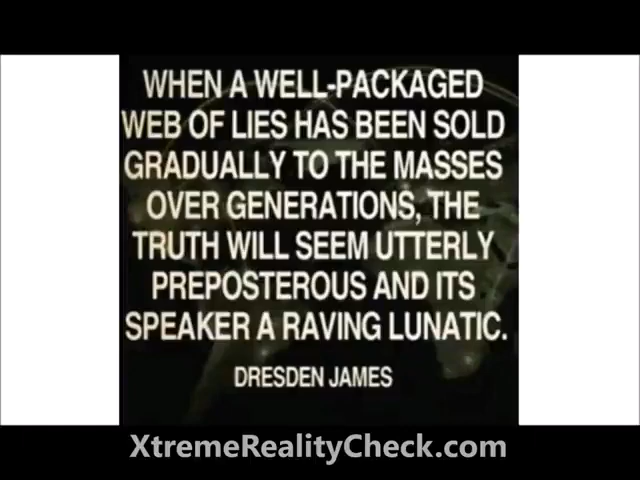 WHEN A WELL-PACKAGED
WEB OF LIES HAS BEEN SOLD
GRADUALLY TO THE MASSES
OVER GENERATIONS, THE
TRUTH WILL SEEM UTTERLY
PREPOSTEROUS AND ITS
SPEAKER A RAVING LUNATIC.
DRESDEN JAMES
XtremeRealityCheck.com